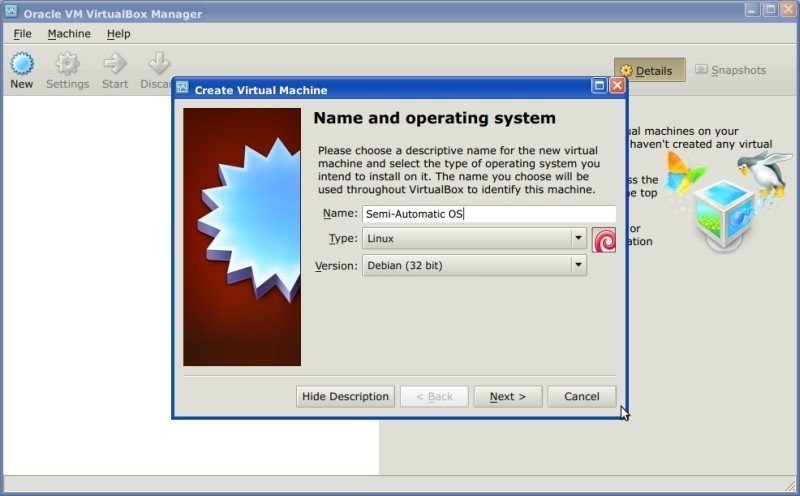 Oracle VM VirtualBox Manager
File Machine Help
New Settings Start
Details Snapshots
Create Virtual Machine
Name and operating system
Please choose a descriptive name for the new virtual
machine and select the type of operating system you
intend to install on it. The name you choose will be
used throughout VirtualBox to identify this machine.
Name: Semi-Automatic OS
Type: Linux
Version: Debian (32 bit)
Hide Description < Back Next > Cancel
machines on your
haven't created any virtual
the
top
or